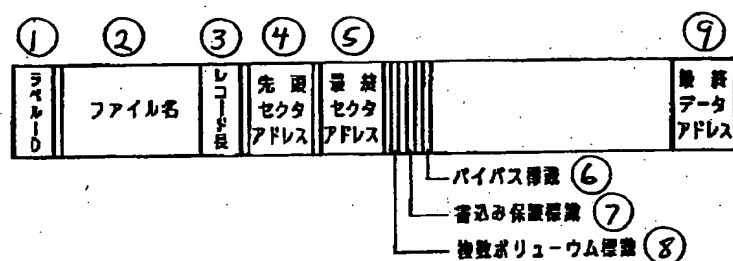 ① ② ③ ④ ⑤ ⑨
ラベルID
ファイル名
レコード長
先頭
セクタ
アドレス
最終
セクタ
アドレス
最終
データ
アドレス
バイパス標識 ⑥
書込み保護標識 ⑦
複数ボリューウム標識 ⑧